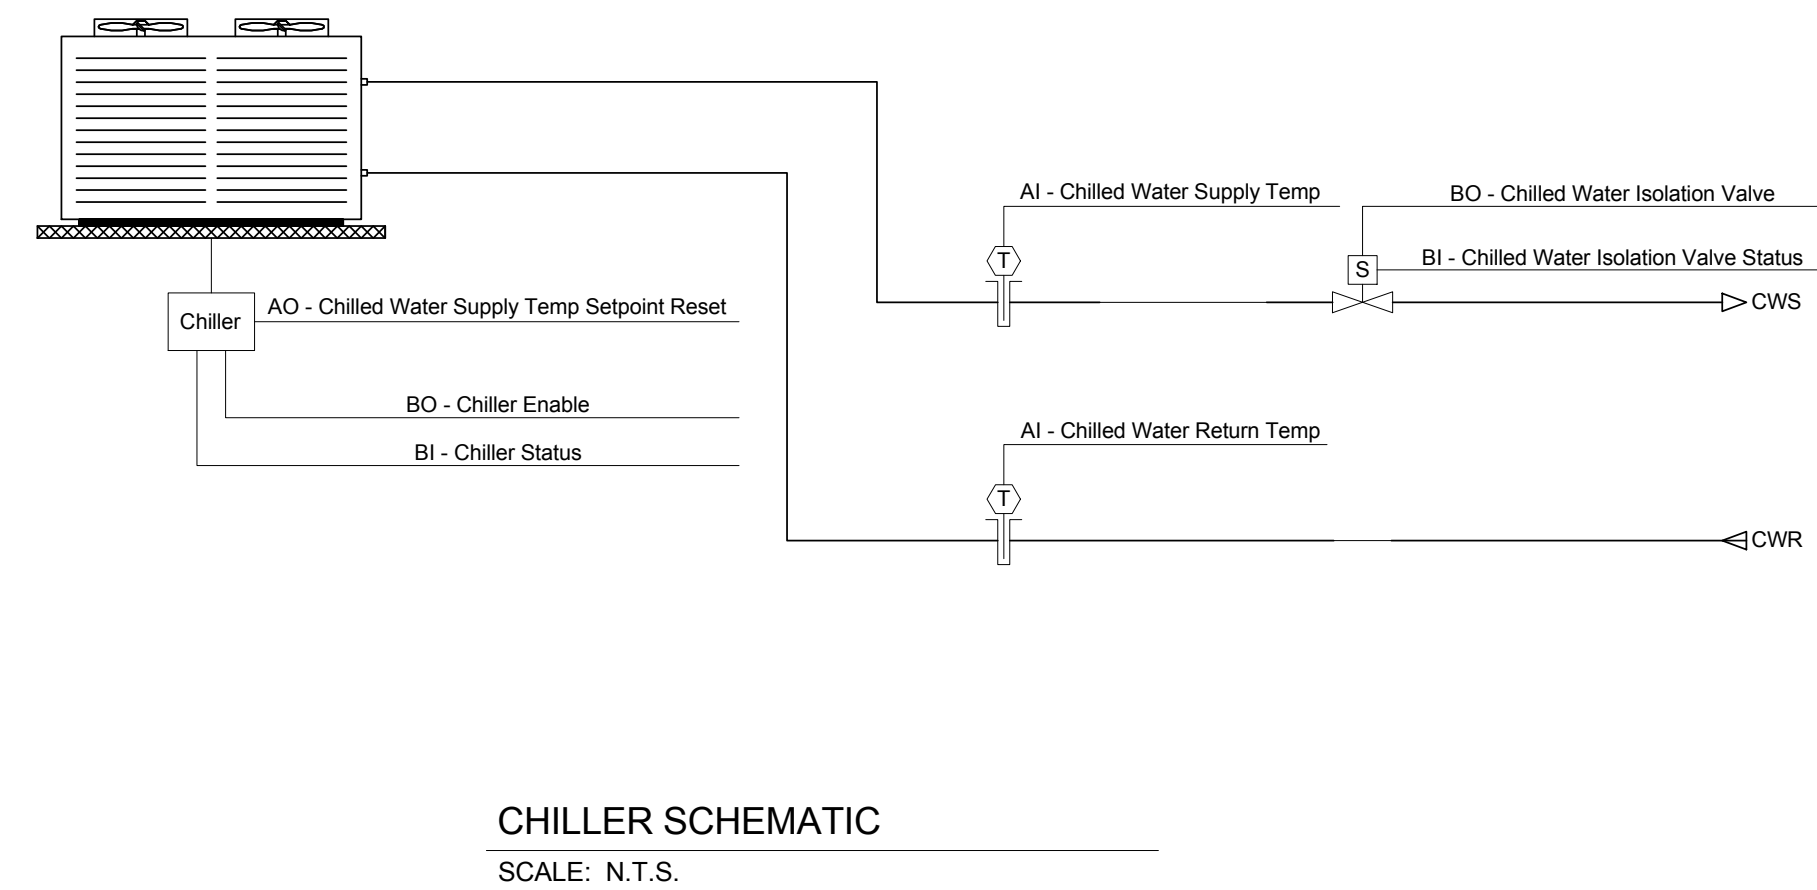 AI - Chilled Water Supply Temp
BO - Chilled Water Isolation Valve
T
S
BI - Chilled Water Isolation Valve Status
CWS
Chiller
AO - Chilled Water Supply Temp Setpoint Reset
BO - Chiller Enable
BI - Chiller Status
AI - Chilled Water Return Temp
T
CWR
CHILLER SCHEMATIC
SCALE: N.T.S.